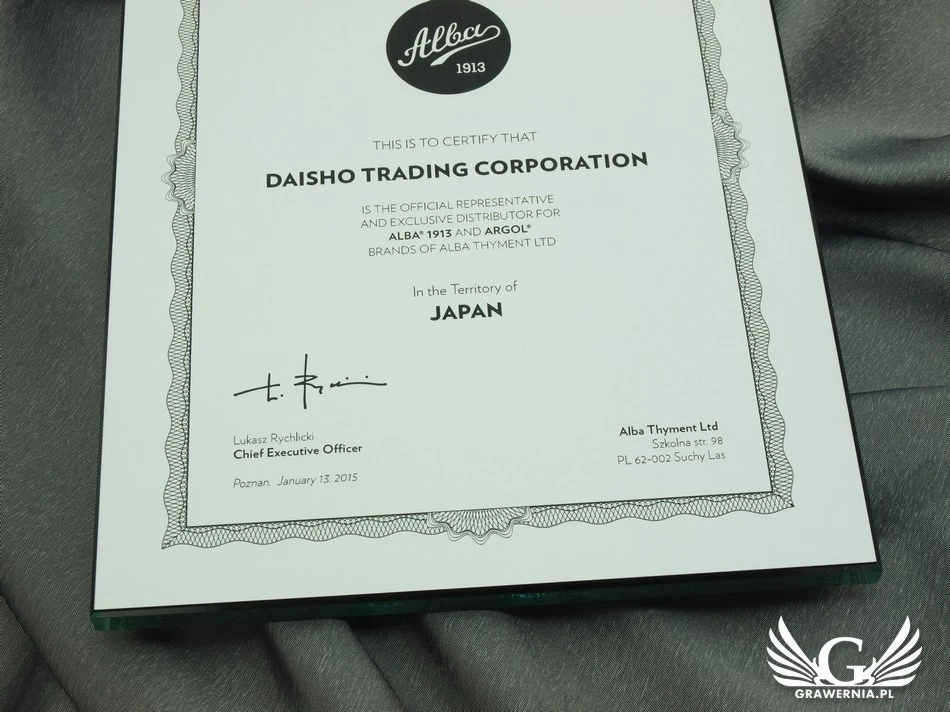 Alba
1913
THIS IS TO CERTIFY THAT
DAISHO TRADING CORPORATION
IS THE OFFICIAL REPRESENTATIVE
AND EXCLUSIVE DISTRIBUTOR FOR
ALBA® 1913 AND ARGOL®
BRANDS OF ALBA THYMENT LTD
In the Territory of
JAPAN
Lukasz Rychlicki
Chief Executive Officer
Poznan, January 13, 2015
Alba Thyment Ltd
Szkolna str. 98
PL 62-002 Suchy Las
G
GRAWERNIA.PL